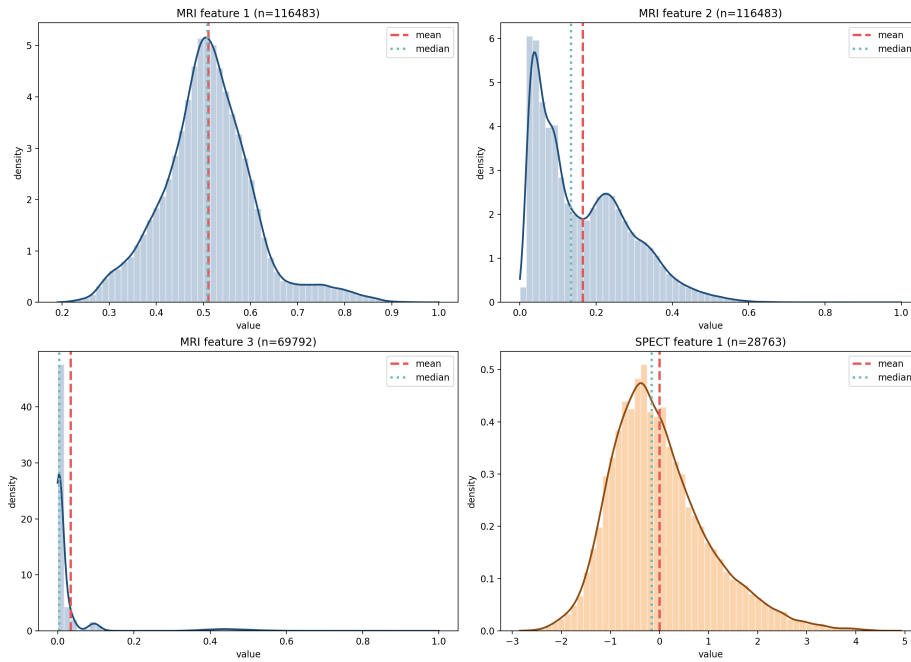 MRI feature 1 (n=116483)
density
0
1
2
3
4
5
0.2 0.3 0.4 0.5 0.6 0.7 0.8 0.9 1.0
value
mean
median
MRI feature 2 (n=116483)
density
0
1
2
3
4
5
6
0.0 0.2 0.4 0.6 0.8 1.0
value
mean
median
MRI feature 3 (n=69792)
density
0
10
20
30
40
0.0 0.2 0.4 0.6 0.8 1.0
value
mean
median
SPECT feature 1 (n=28763)
density
0.0
0.1
0.2
0.3
0.4
0.5
−3 −2 −1 0 1 2 3 4 5
value
mean
median